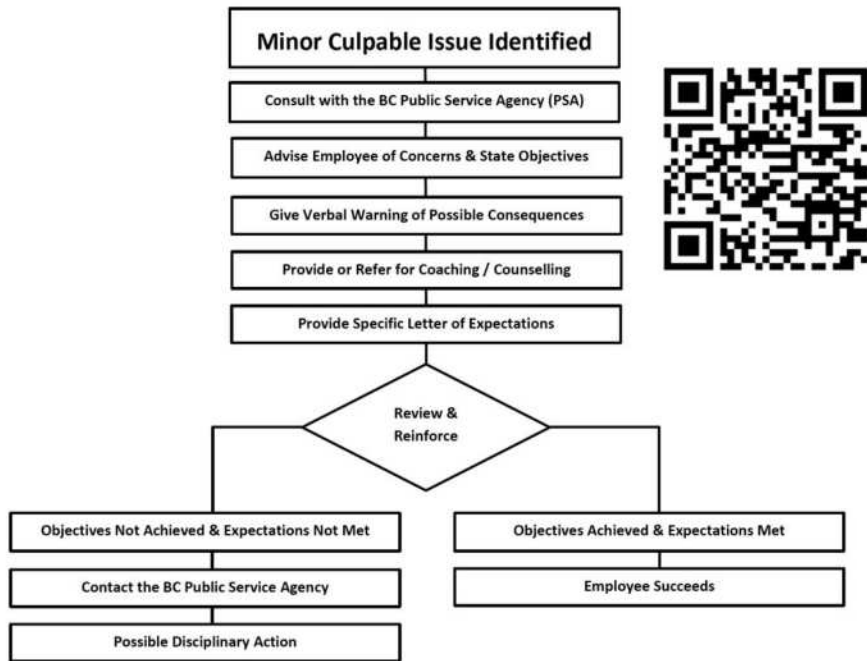 Minor Culpable Issue Identified
Consult with the BC Public Service Agency (PSA)
Advise Employee of Concerns & State Objectives
Give Verbal Warning of Possible Consequences
Provide or Refer for Coaching / Counselling
Provide Specific Letter of Expectations
Review &
Reinforce
Objectives Not Achieved & Expectations Not Met
Contact the BC Public Service Agency
Possible Disciplinary Action
Objectives Achieved & Expectations Met
Employee Succeeds